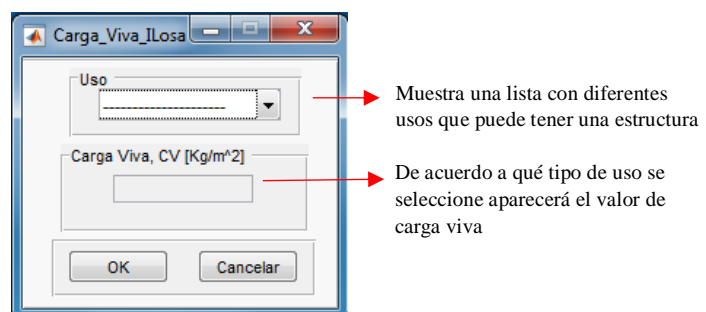 Carga_Viva_ILosa
Uso
---------------------
Muestra una lista con diferentes
usos que puede tener una estructura
Carga Viva, CV [Kg/m^2]
De acuerdo a qué tipo de uso se
seleccione aparecerá el valor de
carga viva
OK
Cancelar